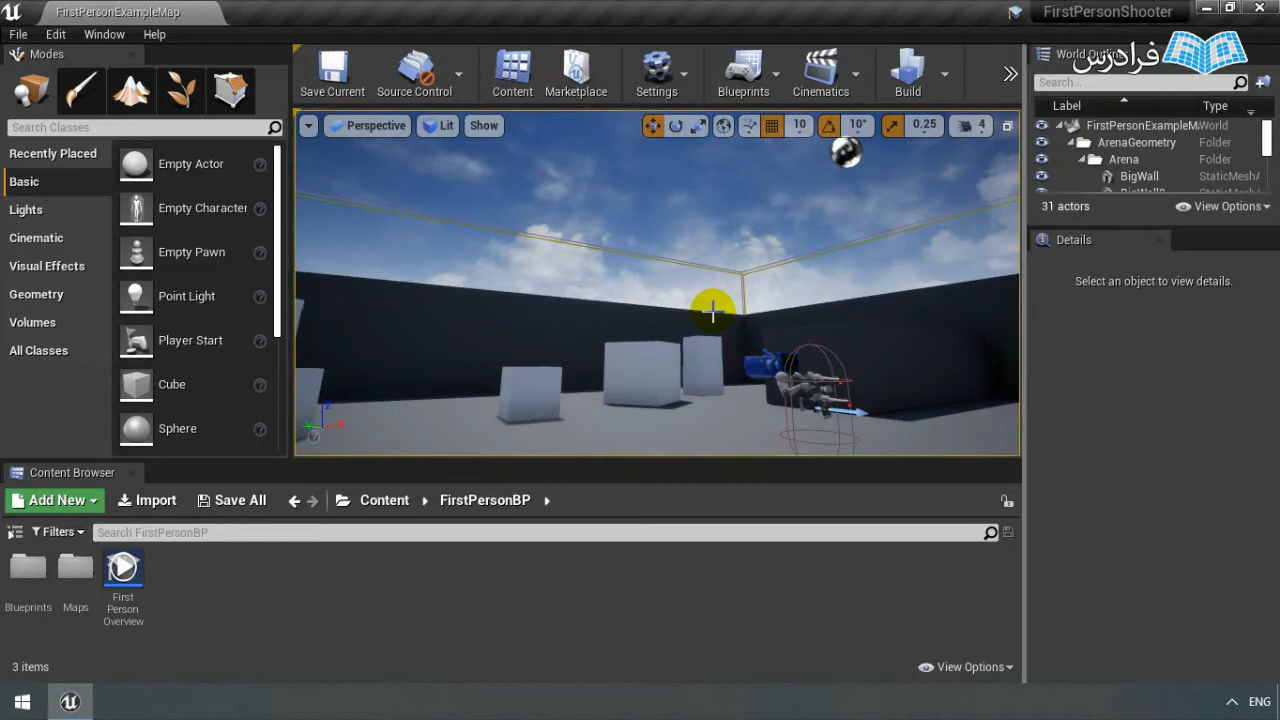 FirstPersonExampleMap
FirstPersonShooter
File Edit Window Help
Modes
Search Classes
Recently Placed
Basic
Lights
Cinematic
Visual Effects
Geometry
Volumes
All Classes
Empty Actor
Empty Character
Empty Pawn
Point Light
Player Start
Cube
Sphere
Save Current
Source Control
Content
Marketplace
Settings
Blueprints
Cinematics
Build
Perspective
Lit
Show
10
10°
0.25
4
فرادرس
Search...
Label
Type
FirstPersonExampleMa World
ArenaGeometry Folder
Arena Folder
BigWall StaticMesh
31 actors
View Options
Details
Select an object to view details.
Content Browser
Add New
Import
Save All
Content
FirstPersonBP
Filters
Search FirstPersonBP
Blueprints
Maps
First
Person
Overview
3 items
View Options
ENG